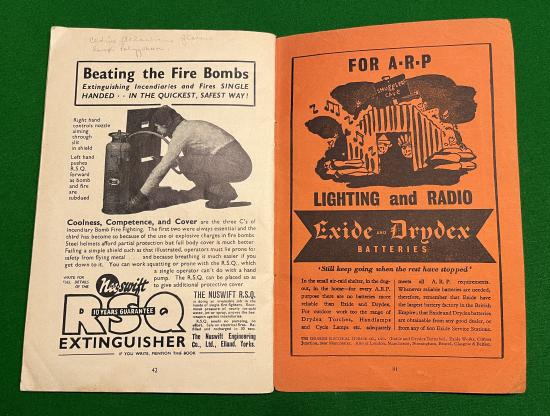 Beating the Fire Bombs
Extinguishing Incendiaries and Fires SINGLE
HANDED . . IN THE QUICKEST, SAFEST WAY!
Right hand
controls nozzle
aiming
through
slit
in shield
Left hand
pushes
R.S.Q.
forward
as bomb
and fire
are
subdued
Coolness, Competence, and Cover are the three C's of
Incendiary Bomb Fire Fighting. The first two were always essential and the
third has become so because of the use of explosive charges in fire bombs.
Steel helmets afford partial protection but full body cover is much better.
Failing a simple shield such as that illustrated, operators must lie prone for
safety from flying metal . . . and because breathing is much easier if you
get down to it. You can work squatting or prone with the R.S.Q., which
a single operator can't do with a hand
pump. The R.S.Q. can be placed so as to
give additional protective cover
WRITE FOR
FULL DETAILS
OF THE
Nu-Swift
RSQ
10 YEARS GUARANTEE
EXTINGUISHER
THE NUSWIFT R.S.Q.
The Nuswift Engineering
Co., Ltd., Elland, Yorks.
IF YOU WRITE, MENTION THIS BOOK
42
FOR A·R·P
SNUGGLED
CAFE
LIGHTING and RADIO
Exide AND Drydex
BATTERIES
'Still keep going when the rest have stopped'
In the small air-raid shelter, in the dug-
out, in the home—for every A.R.P.
purpose there are no batteries more
reliable than Exide and Drydex.
For outdoor work the range of
Drydex Torches, Handlamps
and Cycle Lamps etc. adequately
meets all A.R.P. requirements.
Whenever reliable batteries are needed,
therefore, remember that Exide have
the largest battery factory in the British
Empire; that Exide and Drydex batteries
are obtainable from any good dealer, or
from any of 800 Exide Service Stations.